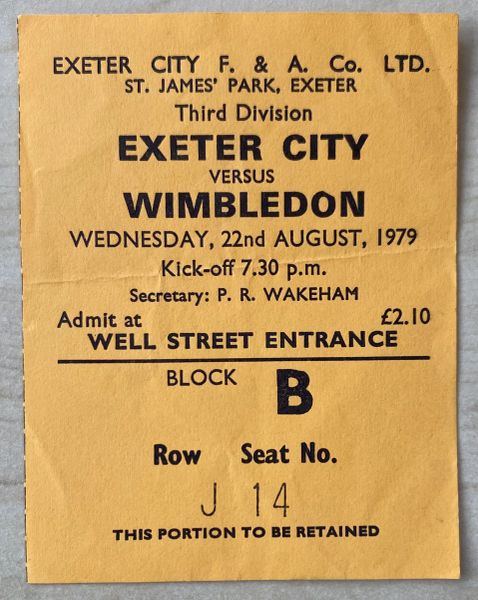 EXETER CITY F. & A. Co. LTD.
ST. JAMES' PARK, EXETER
Third Division
EXETER CITY
VERSUS
WIMBLEDON
WEDNESDAY, 22nd AUGUST, 1979
Kick-off 7.30 p.m.
Secretary: P. R. WAKEHAM
Admit at £2.10
WELL STREET ENTRANCE
BLOCK B
Row Seat No.
J 14
THIS PORTION TO BE RETAINED